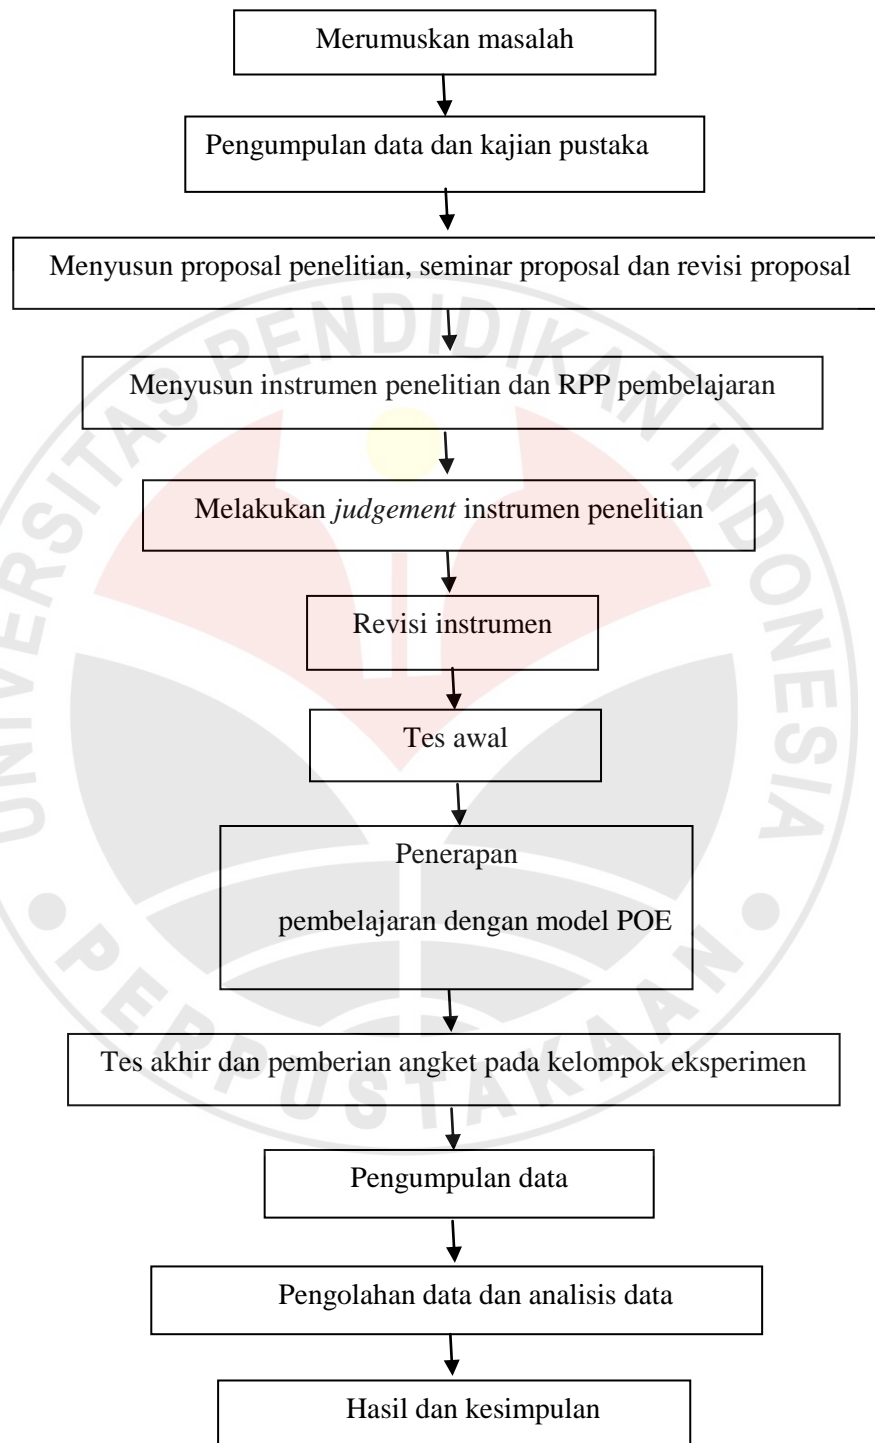 Merumuskan masalah
Pengumpulan data dan kajian pustaka
Menyusun proposal penelitian, seminar proposal dan revisi proposal
Menyusun instrumen penelitian dan RPP pembelajaran
Melakukan judgement instrumen penelitian
Revisi instrumen
Tes awal
Penerapan
pembelajaran dengan model POE
Tes akhir dan pemberian angket pada kelompok eksperimen
Pengumpulan data
Pengolahan data dan analisis data
Hasil dan kesimpulan
UNIVERSITAS PENDIDIKAN INDONESIA
PERPUSTAKAAN